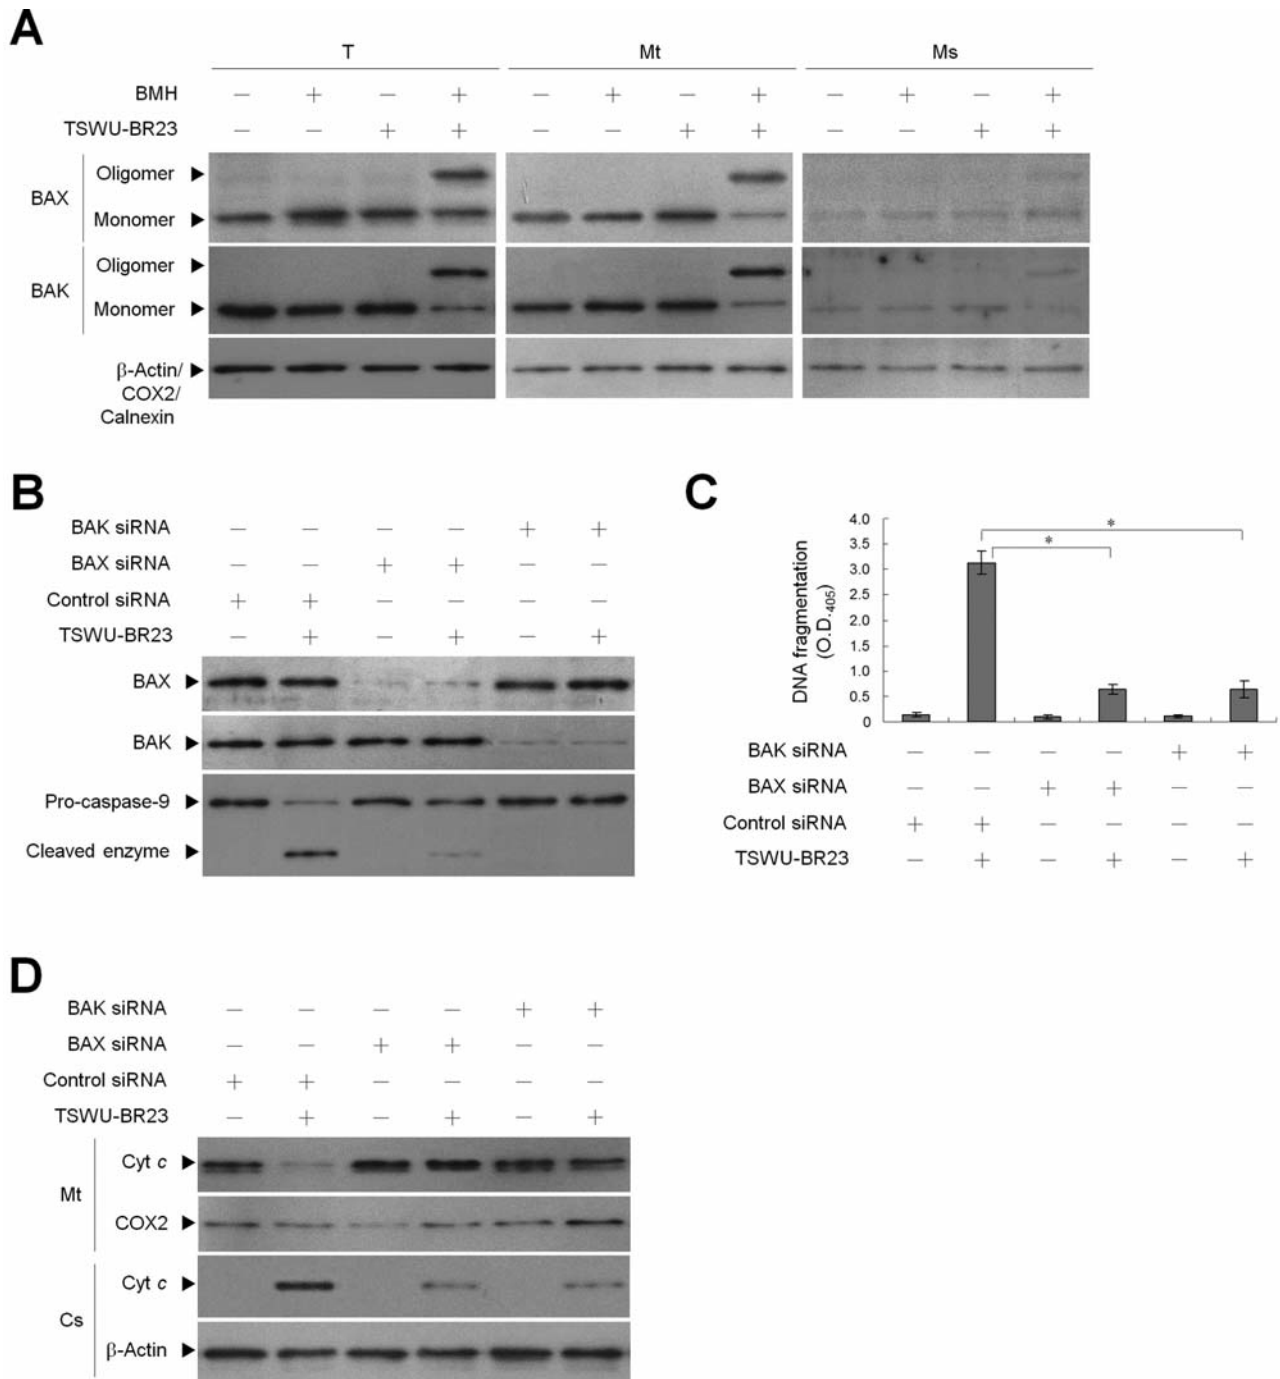 A
T Mt Ms
BMH — + — + — + — + — + — +
TSWU-BR23 — — + + — — + + — — + +
BAX
Oligomer
Monomer
BAK
Oligomer
Monomer
β-Actin/
COX2/
Calnexin
B
BAK siRNA — — — — + +
BAX siRNA — — + + — —
Control siRNA + + — — — —
TSWU-BR23 — + — + — +
BAX
BAK
Pro-caspase-9
Cleaved enzyme
C
DNA fragmentation
(O.D.405)
4.0
3.5
3.0
2.5
2.0
1.5
1.0
0.5
0
*
*
BAK siRNA — — — — + +
BAX siRNA — — + + — —
Control siRNA + + — — — —
TSWU-BR23 — + — + — +
D
BAK siRNA — — — — + +
BAX siRNA — — + + — —
Control siRNA + + — — — —
TSWU-BR23 — + — + — +
Mt
Cyt c
COX2
Cs
Cyt c
β-Actin